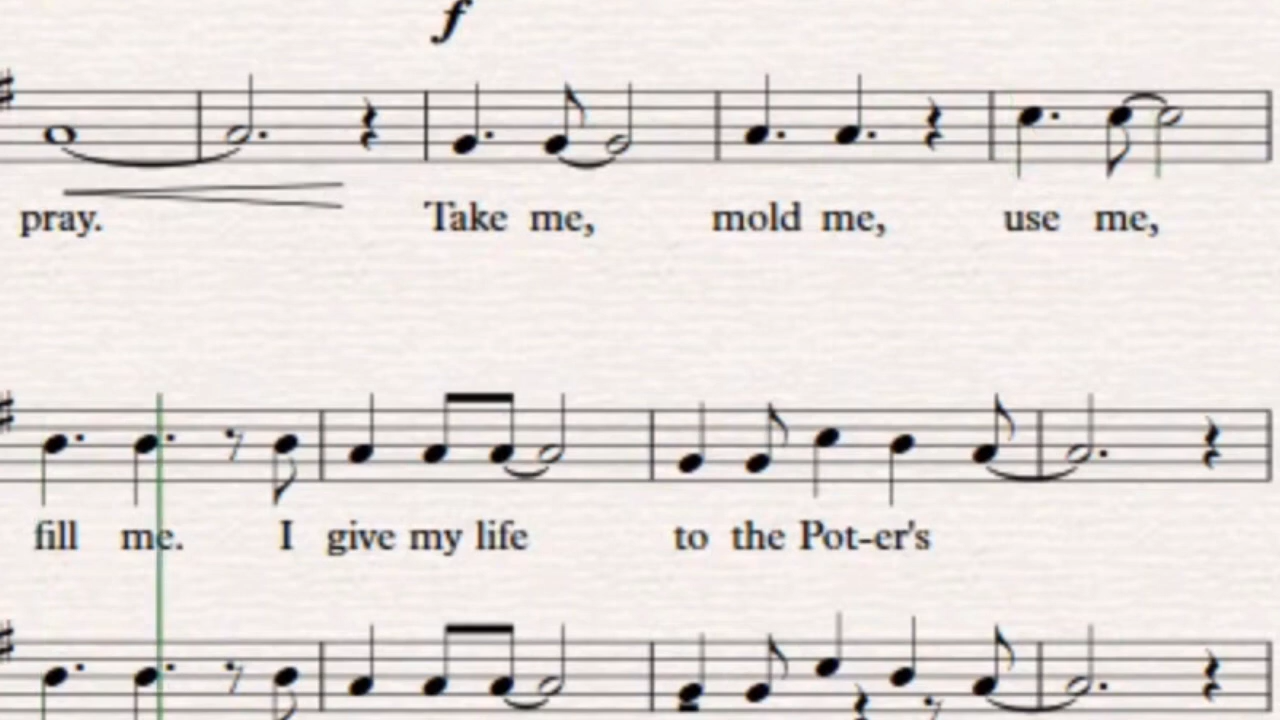 f
pray. Take me, mold me, use me,
fill me. I give my life to the Pot-er's